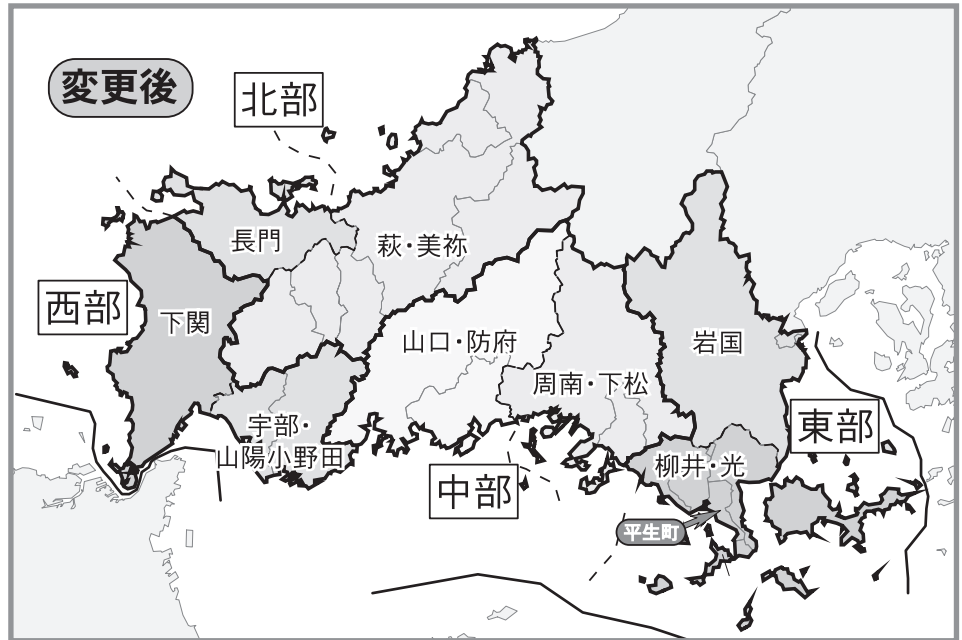 変更後
北部
長門
萩・美祢
西部
下関
山口・防府
岩国
周南・下松
宇部・
山陽小野田
東部
柳井・光
中部
平生町